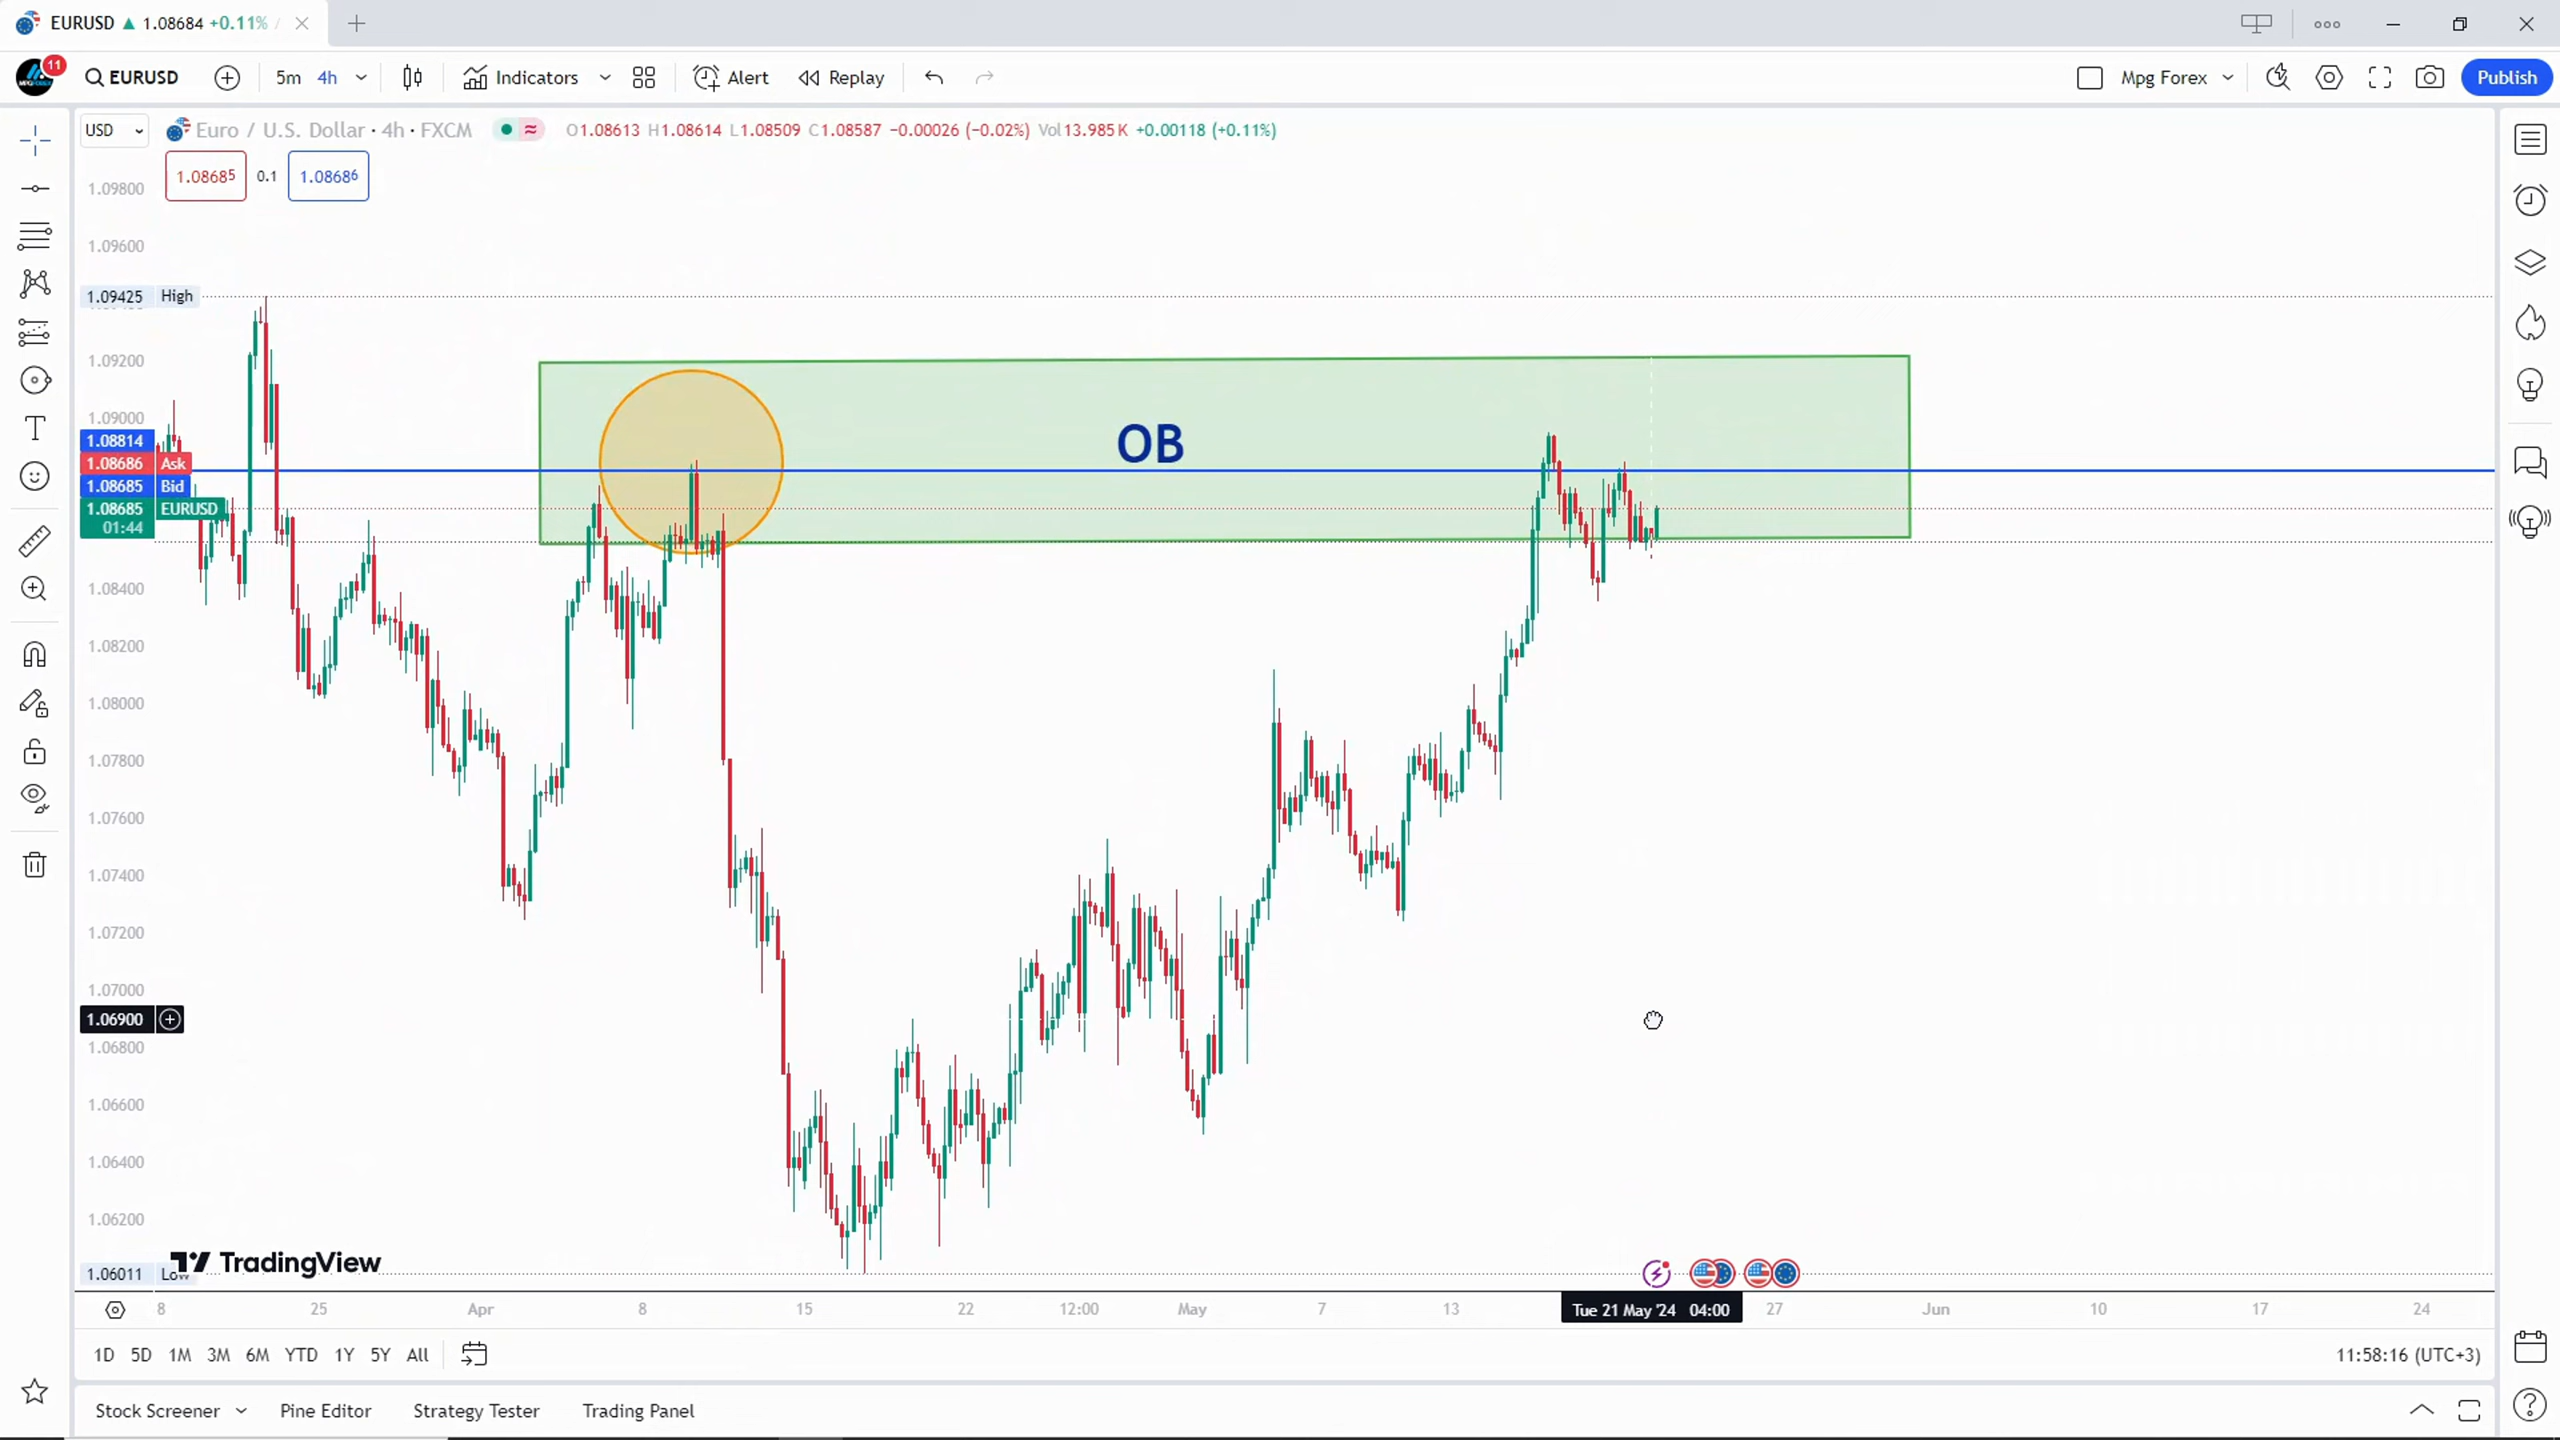 EURUSD ▲ 1.08684 +0.11% /
11
EURUSD 5m 4h Indicators Alert Replay Mpg Forex Publish
USD Euro / U.S. Dollar · 4h · FXCM O1.08613 H1.08614 L1.08509 C1.08587 −0.00026 (−0.02%) Vol13.985K +0.00118 (+0.11%)
1.08685 0.1 1.08686
1.09800
1.09600
1.09425 High
1.09200
1.09000
1.08814
OB
1.08686 Ask
1.08685 Bid
1.08685 EURUSD
01:44
1.08400
1.08200
1.08000
1.07800
1.07600
1.07400
1.07200
1.07000
1.06900
1.06800
1.06600
1.06400
1.06200
TradingView
1.06011 Low
8 25 Apr 8 15 22 12:00 May 7 13 Tue 21 May '24 04:00 27 Jun 10 17 24
1D 5D 1M 3M 6M YTD 1Y 5Y All 11:58:16 (UTC+3)
Stock Screener Pine Editor Strategy Tester Trading Panel